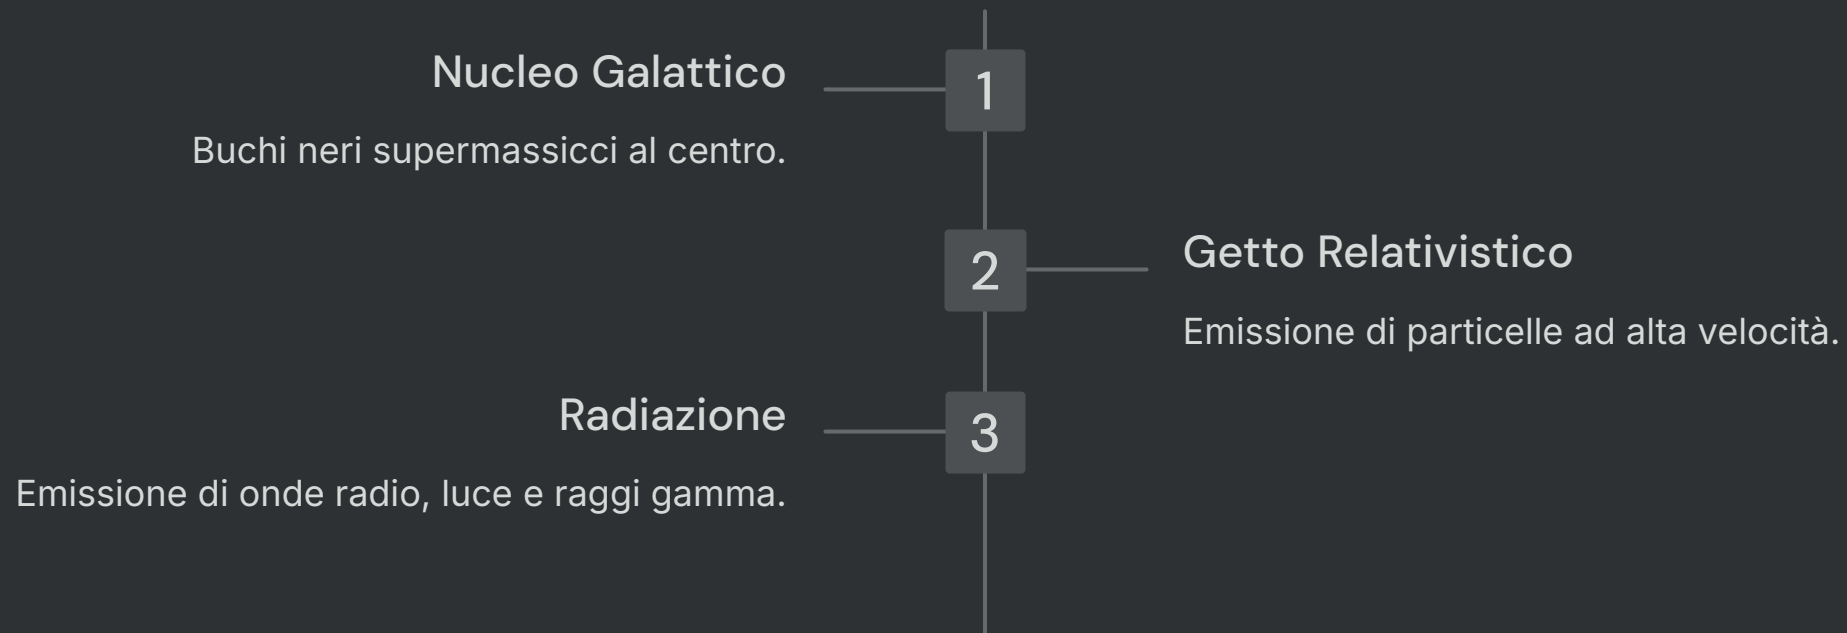 Nucleo Galattico
1
Buchi neri supermassicci al centro.
2
Getto Relativistico
Emissione di particelle ad alta velocità.
Radiazione
3
Emissione di onde radio, luce e raggi gamma.